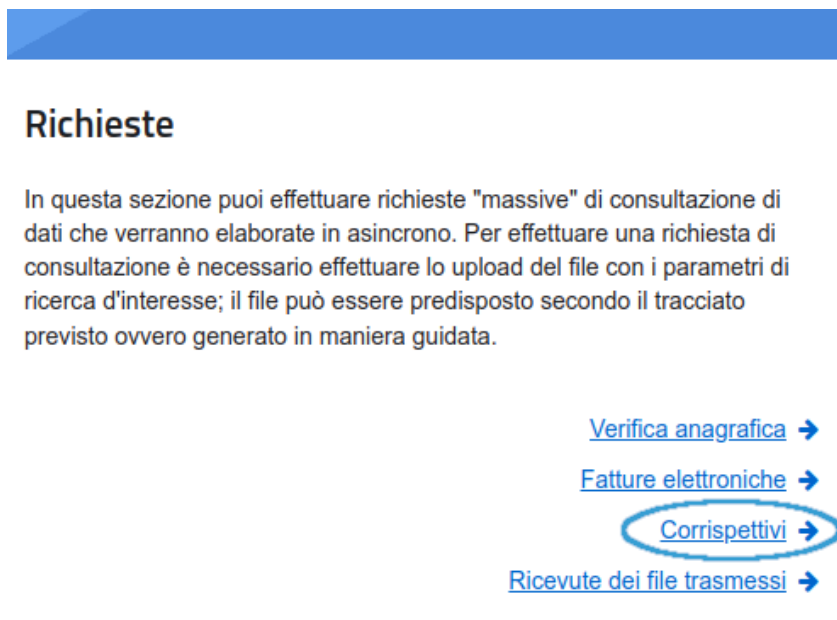 Richieste
In questa sezione puoi effettuare richieste "massive" di consultazione di
dati che verranno elaborate in asincrono. Per effettuare una richiesta di
consultazione è necessario effettuare lo upload del file con i parametri di
ricerca d'interesse; il file può essere predisposto secondo il tracciato
previsto ovvero generato in maniera guidata.
Verifica anagrafica
Fatture elettroniche
Corrispettivi
Ricevute dei file trasmessi